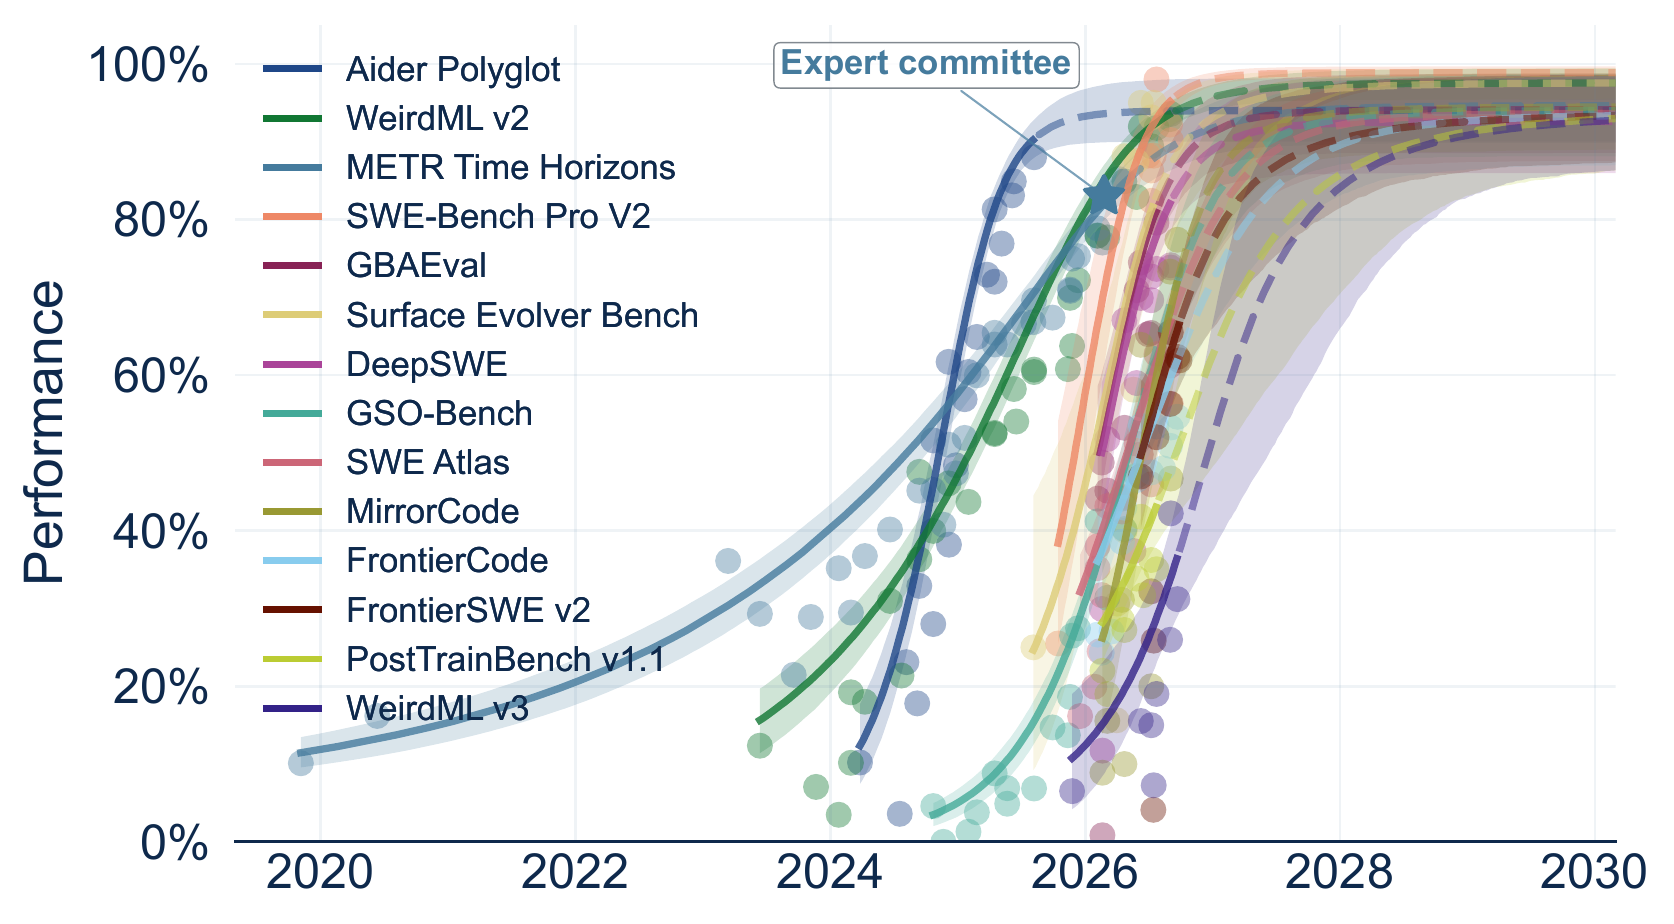 Expert committee
Performance
100%
80%
60%
40%
20%
0%
Aider Polyglot
WeirdML v2
METR Time Horizons
SWE-Bench Pro V2
GBAEval
Surface Evolver Bench
DeepSWE
GSO-Bench
SWE Atlas
MirrorCode
FrontierCode
FrontierSWE v2
PostTrainBench v1.1
WeirdML v3
2020 2022 2024 2026 2028 2030